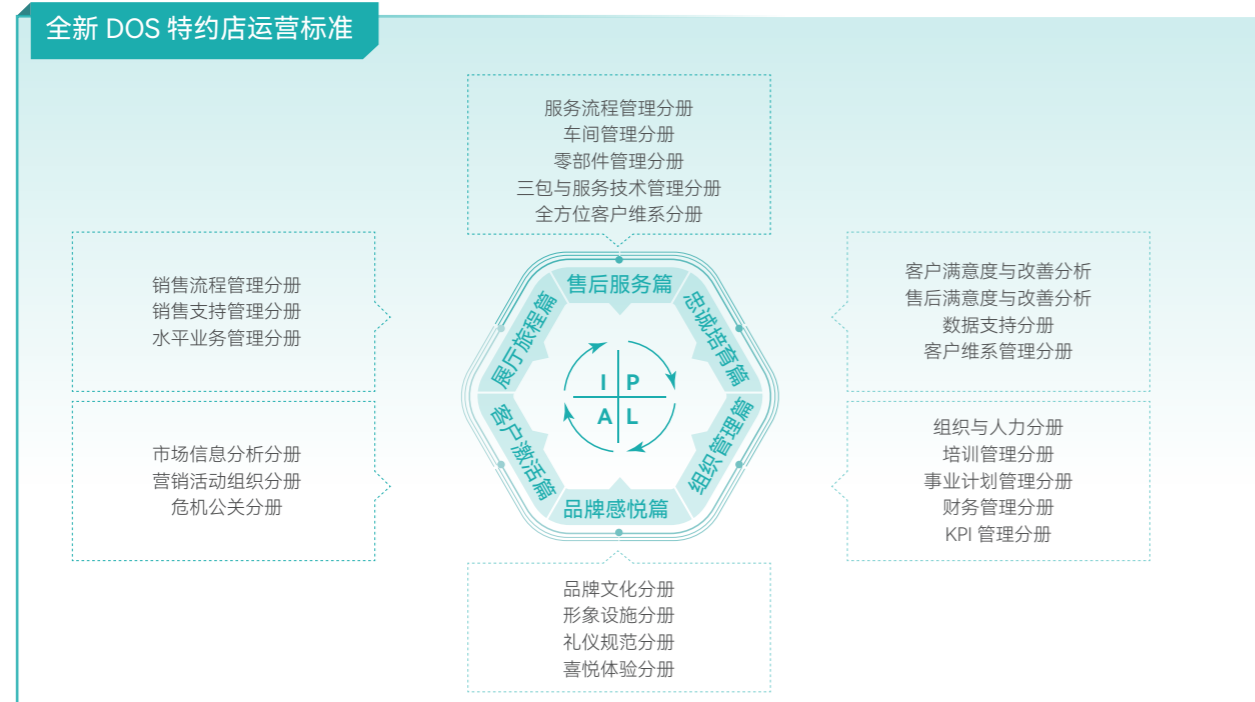 全新 DOS 特约店运营标准
服务流程管理分册
车间管理分册
零部件管理分册
三包与服务技术管理分册
全方位客户维系分册
销售流程管理分册
销售支持管理分册
水平业务管理分册
客户满意度与改善分析
售后满意度与改善分析
数据支持分册
客户维系管理分册
售后服务篇
展厅旅程篇
忠诚培育篇
I P
A L
客户激活篇
组织管理篇
品牌感悦篇
市场信息分析分册
营销活动组织分册
危机公关分册
组织与人力分册
培训管理分册
事业计划管理分册
财务管理分册
KPI 管理分册
品牌文化分册
形象设施分册
礼仪规范分册
喜悦体验分册